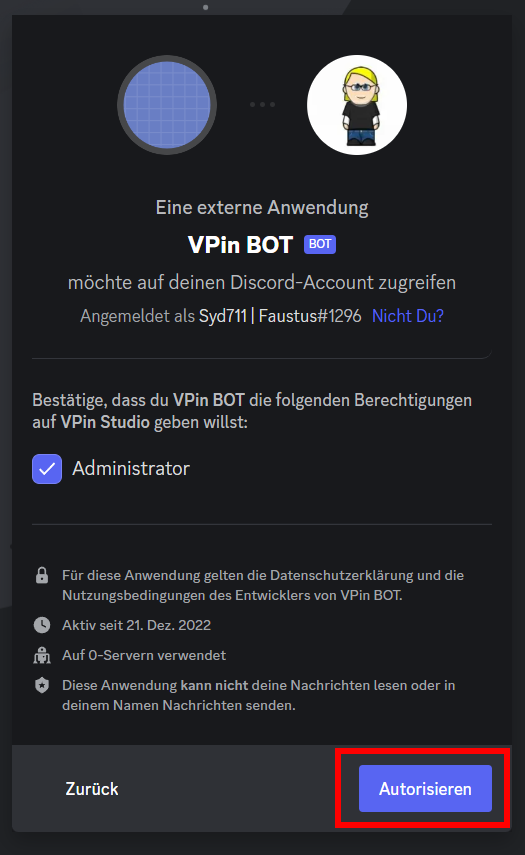 Eine externe Anwendung
VPin BOT BOT
möchte auf deinen Discord-Account zugreifen
Angemeldet als Syd711 | Faustus#1296 Nicht Du?
Bestätige, dass du VPin BOT die folgenden Berechtigungen
auf VPin Studio geben willst:
Administrator
Für diese Anwendung gelten die Datenschutzerklärung und die
Nutzungsbedingungen des Entwicklers von VPin BOT.
Aktiv seit 21. Dez. 2022
Auf 0-Servern verwendet
Diese Anwendung kann nicht deine Nachrichten lesen oder in
deinem Namen Nachrichten senden.
Zurück
Autorisieren